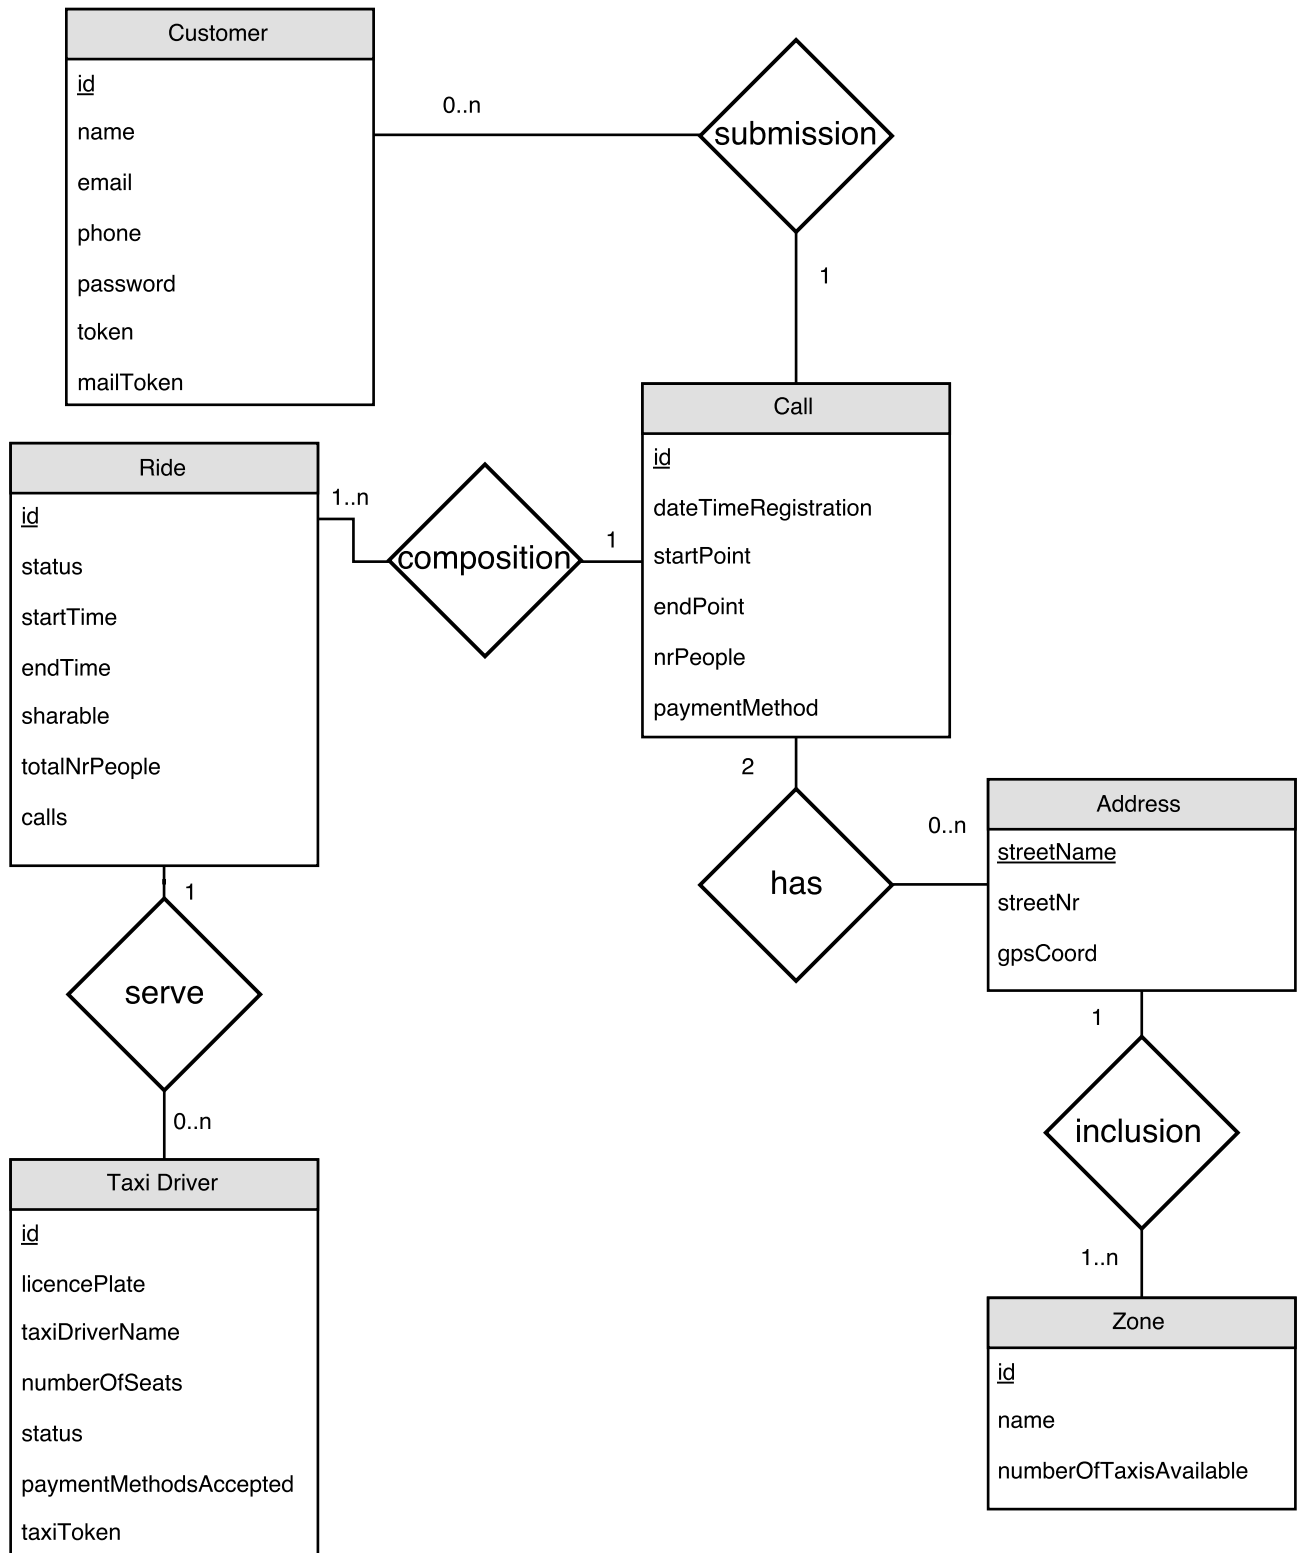 Customer
id
name
email
phone
password
token
mailToken
0..n
submission
1
Call
id
dateTimeRegistration
startPoint
endPoint
nrPeople
paymentMethod
Ride
id
status
startTime
endTime
sharable
totalNrPeople
calls
1..n
composition
1
2
has
0..n
Address
streetName
streetNr
gpsCoord
1
serve
0..n
1
inclusion
1..n
Taxi Driver
id
licencePlate
taxiDriverName
numberOfSeats
status
paymentMethodsAccepted
taxiToken
Zone
id
name
numberOfTaxisAvailable